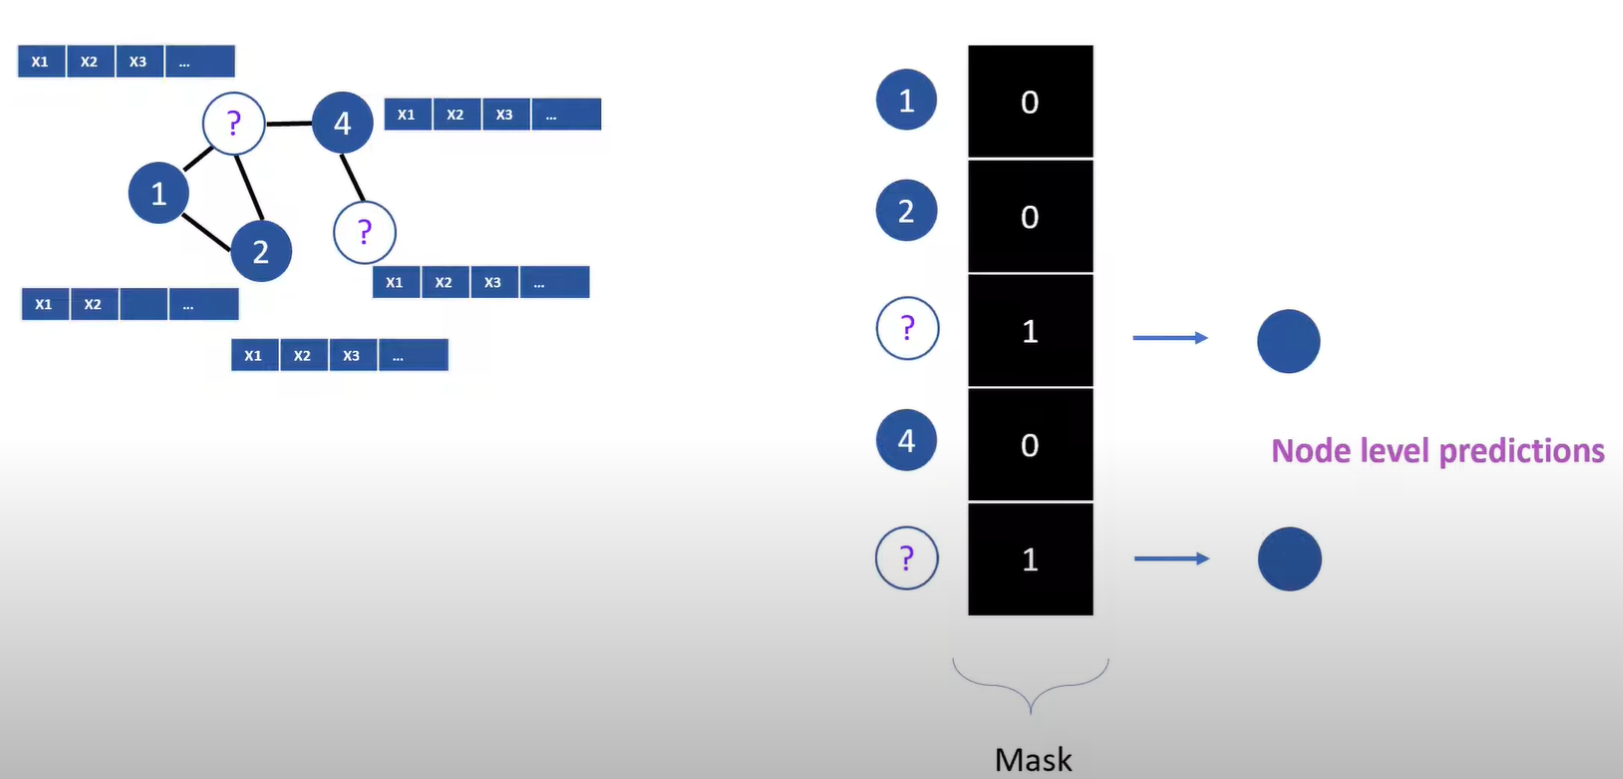 X1 X2 X3 ...
? 4
X1 X2 X3 ...
1
2
?
X1 X2 X3 ...
X1 X2 ...
X1 X2 X3 ...
1 0
2 0
? 1
4 0
Node level predictions
? 1
Mask